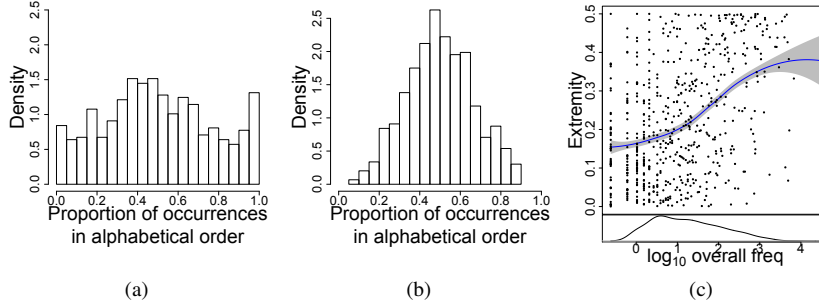 2.5
2.0
1.5
1.0
0.5
0.0
Density
0.0 0.2 0.4 0.6 0.8 1.0
Proportion of occurrences
in alphabetical order
(a)
2.5
2.0
1.5
1.0
0.5
0.0
Density
0.0 0.2 0.4 0.6 0.8 1.0
Proportion of occurrences
in alphabetical order
(b)
0.5
0.4
0.3
0.2
0.1
0.0
Extremity
0 1 2 3 4
log10 overall freq
(c)